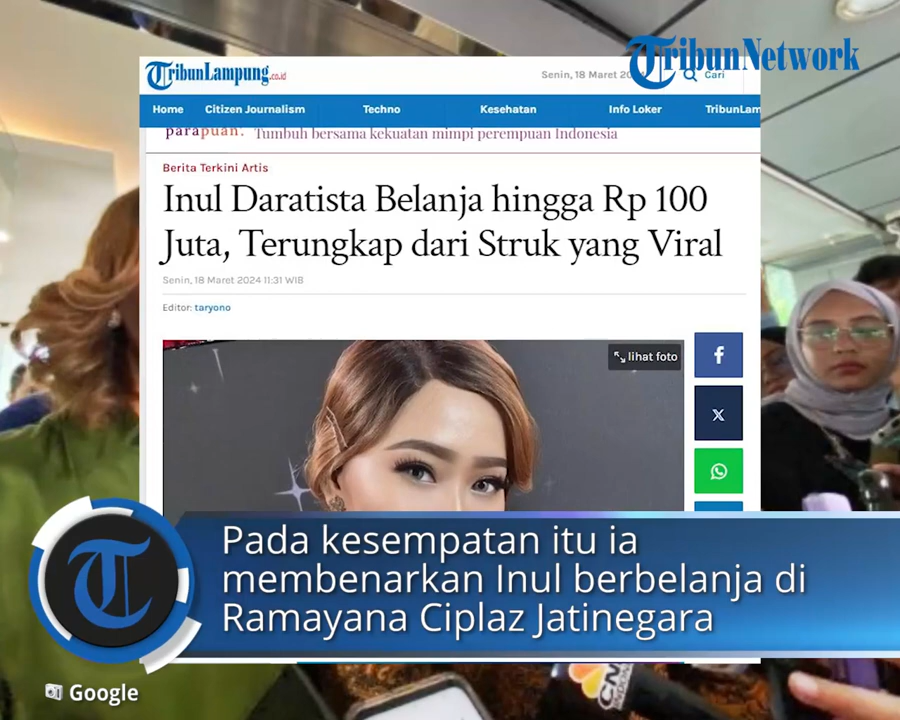 TribunNetwork
TribunLampung.co.id
Senin, 18 Maret 20
Cari
Home Citizen Journalism Techno Kesehatan Info Loker TribunLam
parapuan. Tumbuh bersama kekuatan mimpi perempuan Indonesia
Berita Terkini Artis
Inul Daratista Belanja hingga Rp 100
Juta, Terungkap dari Struk yang Viral
Senin, 18 Maret 2024 11:31 WIB
Editor: taryono
lihat foto
Pada kesempatan itu ia
membenarkan Inul berbelanja di
Ramayana Ciplaz Jatinegara
Google